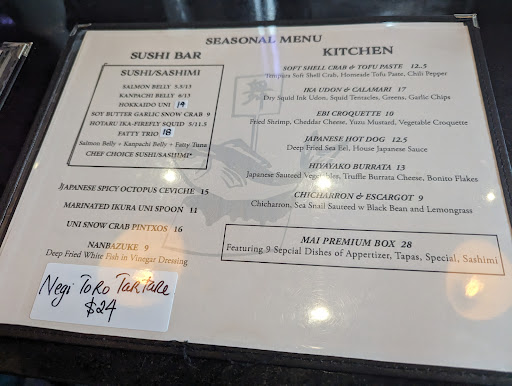 SEASONAL MENU
SUSHI BAR
SUSHI/SASHIMI
SALMON BELLY 5.5/13
KANPACHI BELLY 6/13
HOKKAIDO UNI 19
SOY BUTTER GARLIC SNOW CRAB 9
HOTARU IKA-FIREFLY SQUID 5/11.5
FATTY TRIO 18
Salmon Belly + Kanpachi Belly + Fatty Tuna
CHEF CHOICE SUSHI/SASHIMI*
JAPANESE SPICY OCTOPUS CEVICHE 15
MARINATED IKURA UNI SPOON 11
UNI SNOW CRAB PINTXOS 16
NANBAZUKE 9
Deep Fried White Fish in Vinegar Dressing
Negi Toro Tartare
$24
KITCHEN
SOFT SHELL CRAB & TOFU PASTE 12.5
Tempura Soft Shell Crab, Homeade Tofu Paste, Chili Pepper
IKA UDON & CALAMARI 17
Dry Squid Ink Udon, Squid Tentacles, Greens, Garlic Chips
EBI CROQUETTE 10
Fried Shrimp, Cheddar Cheese, Yuzu Mustard, Vegetable Croquette
JAPANESE HOT DOG 12.5
Deep Fried Sea Eel, House Japanese Sauce
HIYAYAKO BURRATA 13
Japanese Sauteed Vegetables, Truffle Burrata Cheese, Bonito Flakes
CHICHARRON & ESCARGOT 9
Chicharron, Sea Snail Sauteed w Black Bean and Lemongrass
MAI PREMIUM BOX 28
Featuring 9 Sepcial Dishes of Appertizer, Tapas, Special, Sashimi
舞